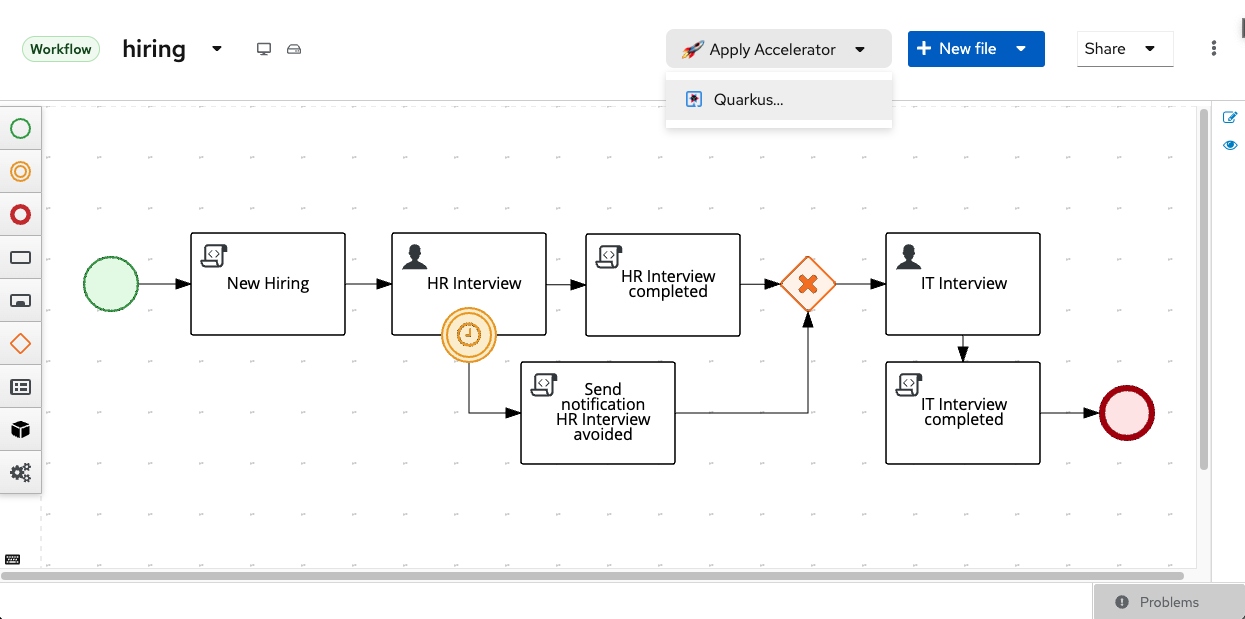 Workflow
hiring
Apply Accelerator
New file
Share
Quarkus...
New Hiring
HR Interview
HR Interview
completed
IT Interview
Send
notification
HR Interview
avoided
IT Interview
completed
Problems